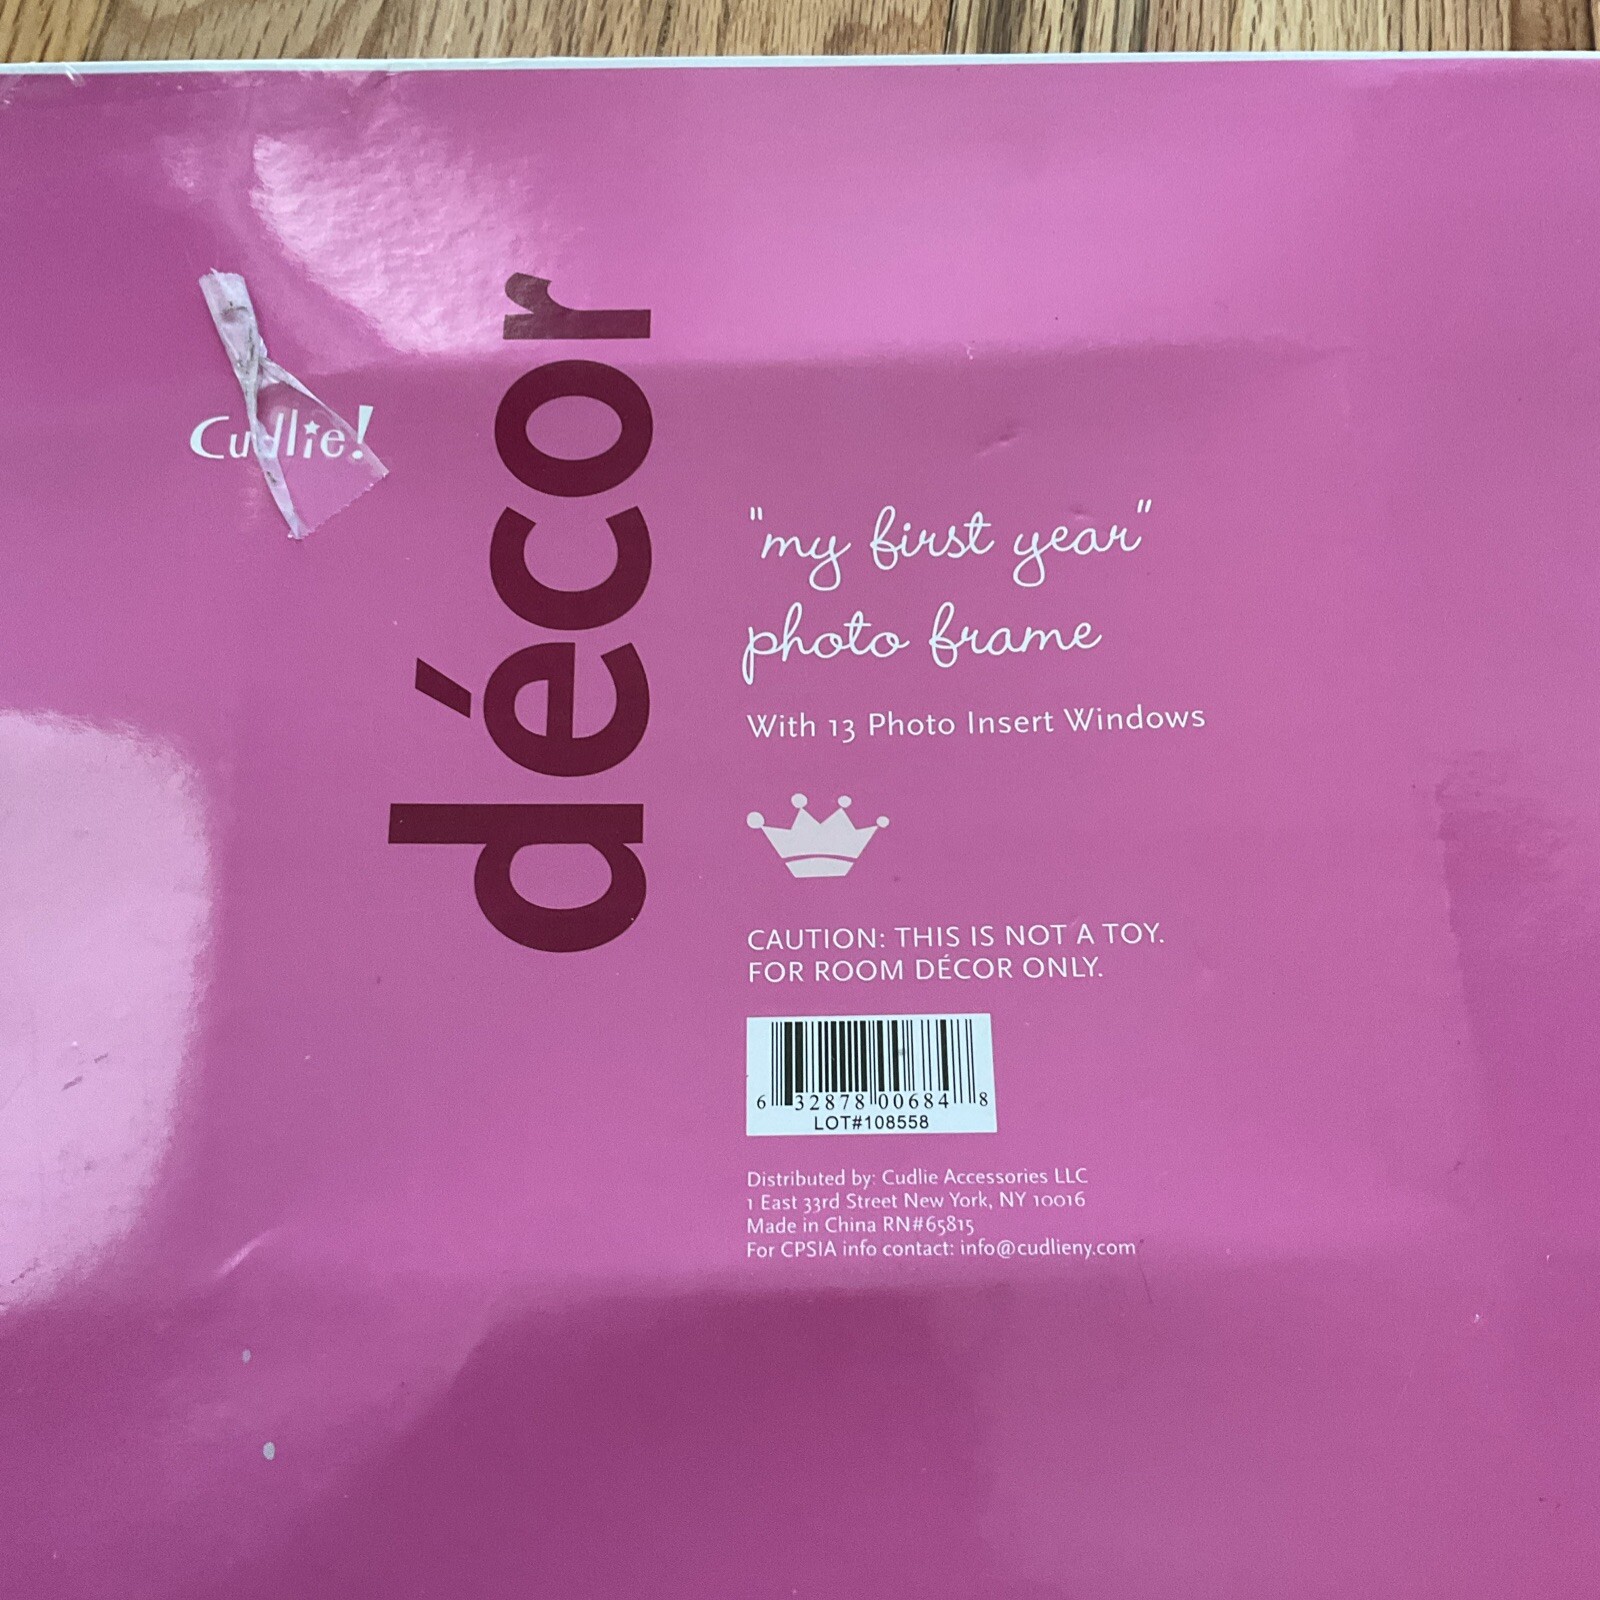 Cudlie!
décor
"my first year"
photo frame
With 13 Photo Insert Windows
CAUTION: THIS IS NOT A TOY.
FOR ROOM DÉCOR ONLY.
6 32878 00684 8
LOT#108558
Distributed by: Cudlie Accessories LLC
1 East 33rd Street New York, NY 10016
Made in China RN#65815
For CPSIA info contact: info@cudlieny.com